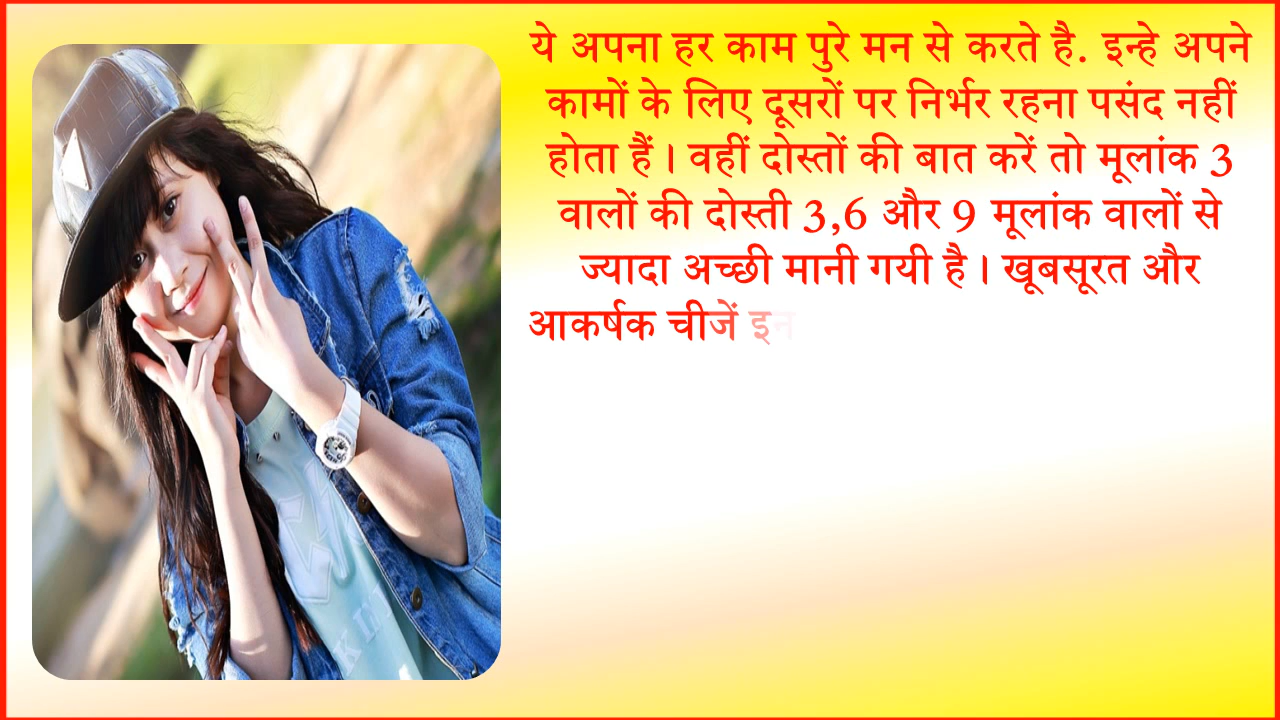 ये अपना हर काम पुरे मन से करते है. इन्हे अपने
कामों के लिए दूसरों पर निर्भर रहना पसंद नहीं
होता हैं । वहीं दोस्तों की बात करें तो मूलांक 3
वालों की दोस्ती 3,6 और 9 मूलांक वालों से
ज्यादा अच्छी मानी गयी है । खूबसूरत और
आकर्षक चीजें इन